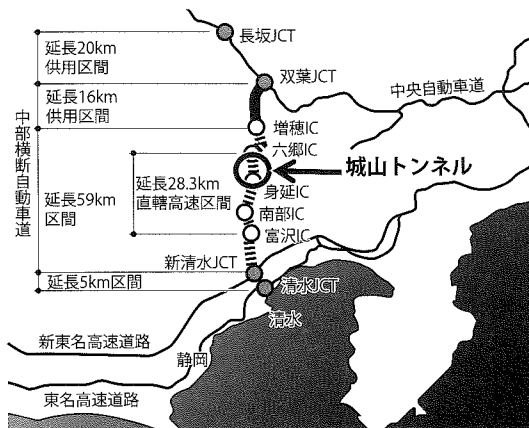 延長20km
供用区間
長坂JCT
双葉JCT
中央自動車道
延長16km
供用区間
増穂IC
六郷IC
城山トンネル
中部横断自動車道
延長59km
区間
延長28.3km
直轄高速区間
身延IC
南部IC
富沢IC
新清水JCT
延長5km区間
清水JCT
清水
新東名高速道路
静岡
東名高速道路